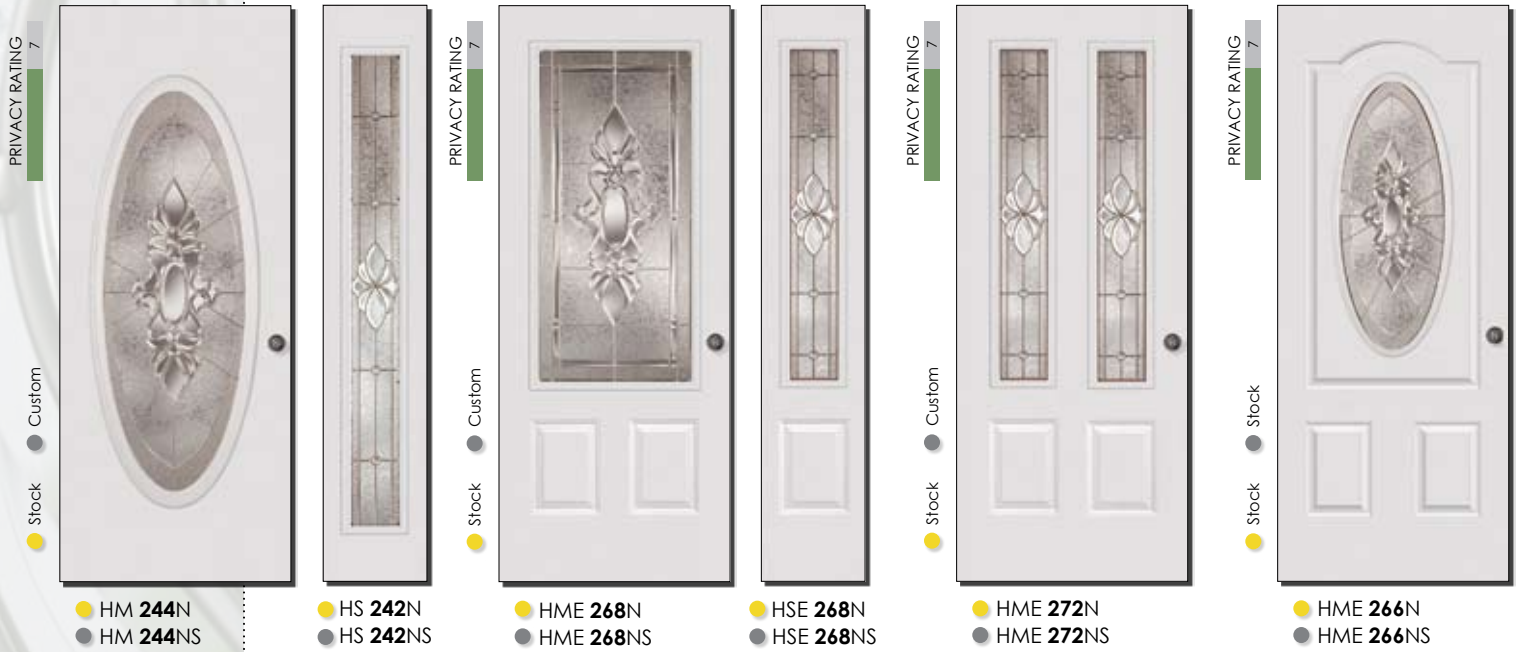 PRIVACY RATING
7
Custom
Stock
HM 244N
HM 244NS
HS 242N
HS 242NS
PRIVACY RATING
7
Custom
Stock
HME 268N
HME 268NS
HSE 268N
HSE 268NS
PRIVACY RATING
7
Custom
Stock
HME 272N
HME 272NS
PRIVACY RATING
7
Stock
Stock
HME 266N
HME 266NS